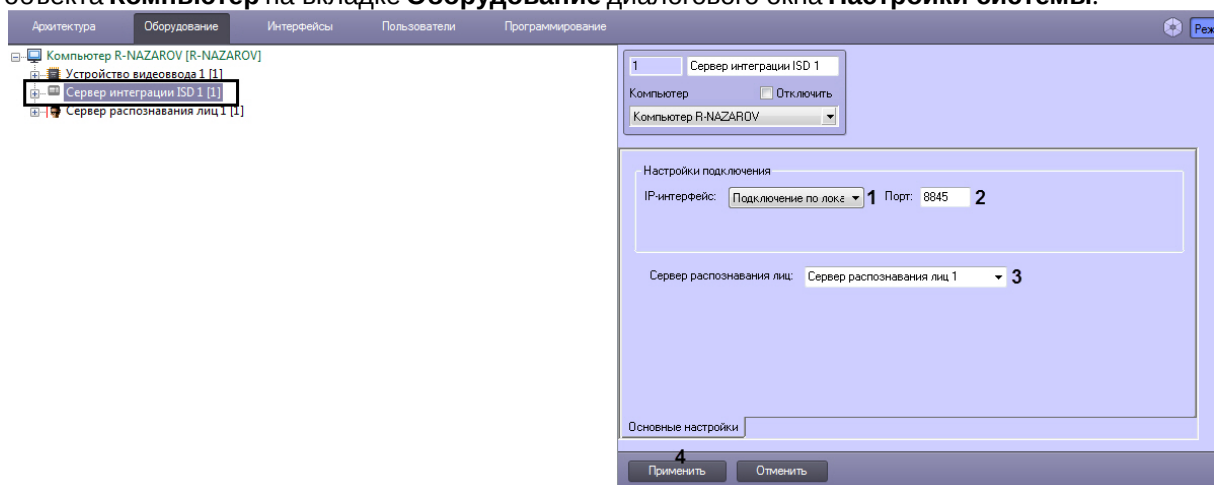 объекта Компьютер на вкладке Оборудование диалогового окна Настройки системы.
Архитектура Оборудование Интерфейсы Пользователи Программирование
Компьютер R-NAZAROV [R-NAZAROV]
Устройство видеоввода 1 [1]
Сервер интеграции ISD 1 [1]
Сервер распознавания лиц 1 [1]
1 Сервер интеграции ISD 1
Компьютер Отключить
Компьютер R-NAZAROV
Настройки подключения
IP-интерфейс: Подключение по лока 1 Порт: 8845 2
Сервер распознавания лиц: Сервер распознавания лиц 1 3
Основные настройки
4
Применить Отменить